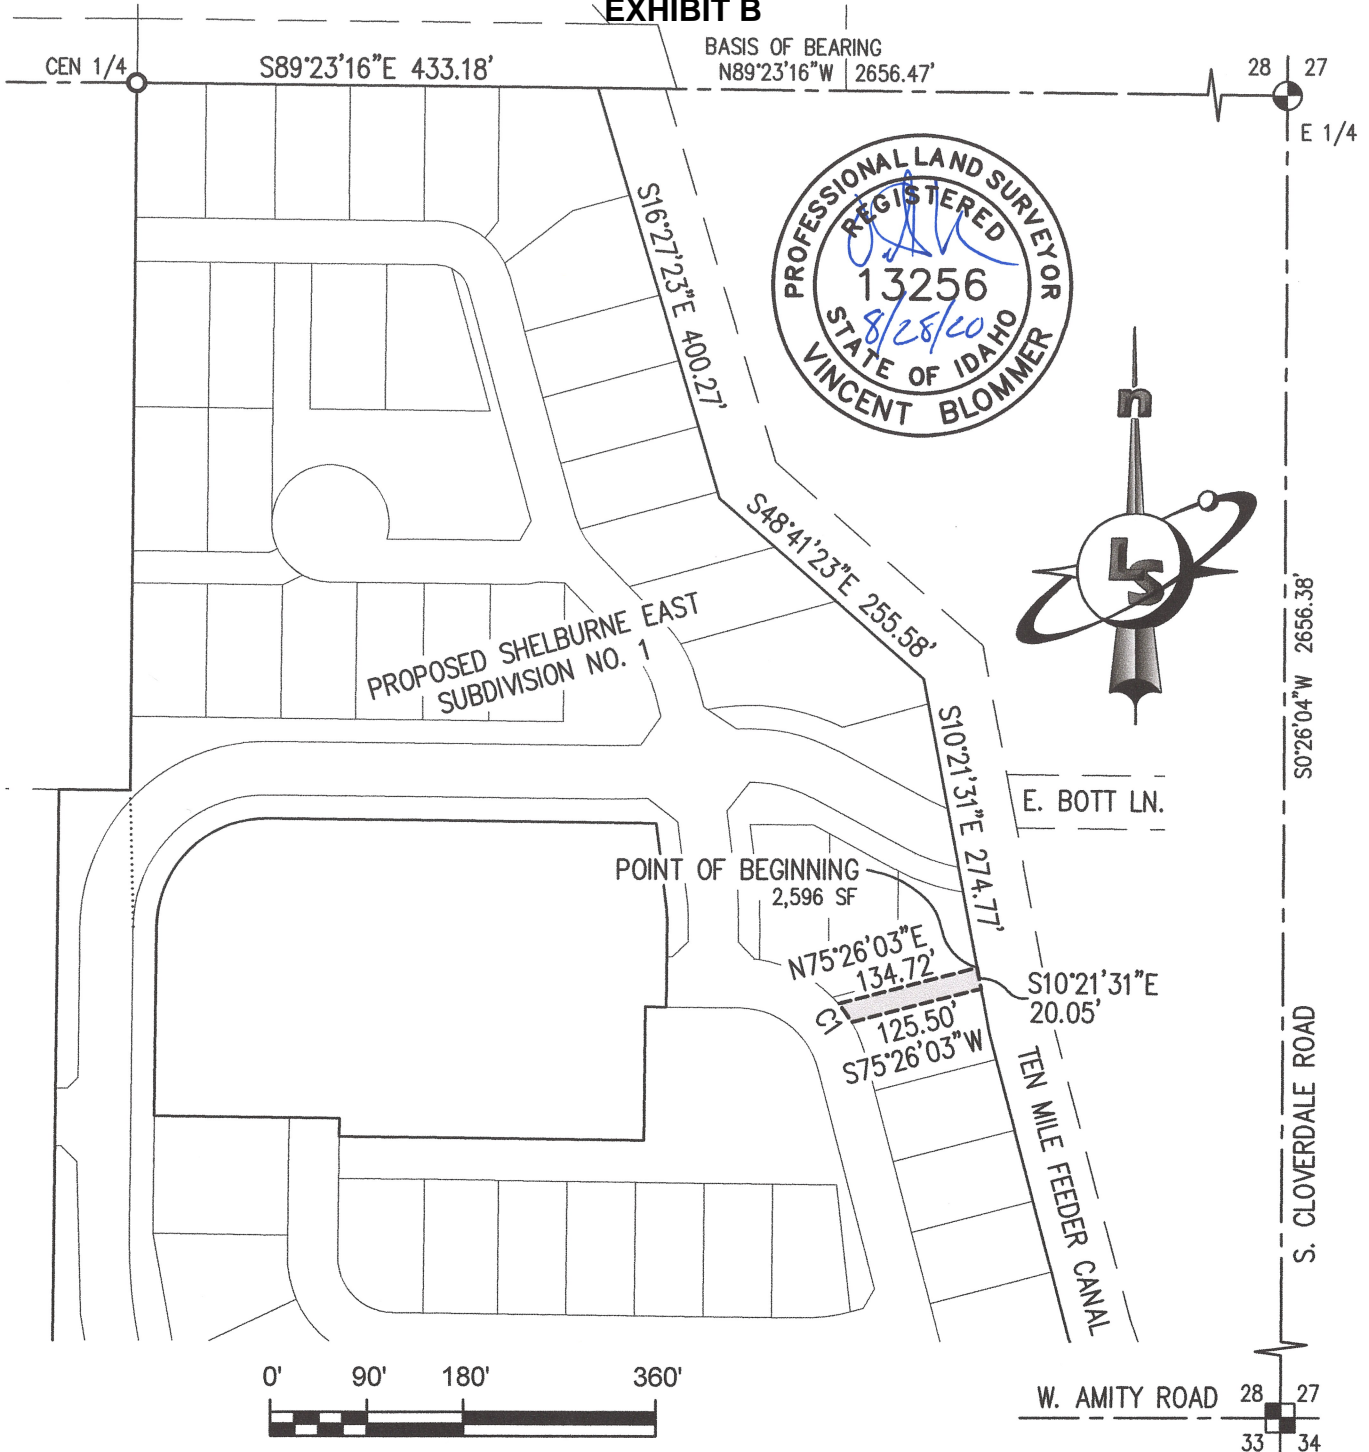 EXHIBIT B
BASIS OF BEARING
CEN 1/4
S89°23'16"E 433.18'
N89°23'16"W 2656.47'
28 27
E 1/4
PROFESSIONAL LAND SURVEYOR
REGISTERED
13256
8/28/20
STATE OF IDAHO
VINCENT BLOMMER
S16°27'23"E 400.27'
n
LS
S48°41'23"E 255.58'
S0°26'04"W 2656.38'
PROPOSED SHELBURNE EAST
SUBDIVISION NO. 1
S10°21'31"E 274.77'
E. BOTT LN.
POINT OF BEGINNING
2,596 SF
N75°26'03"E
134.72'
S10°21'31"E
20.05'
C1
125.50'
S75°26'03"W
TEN MILE FEEDER CANAL
S. CLOVERDALE ROAD
0' 90' 180' 360'
W. AMITY ROAD
28 27
33 34